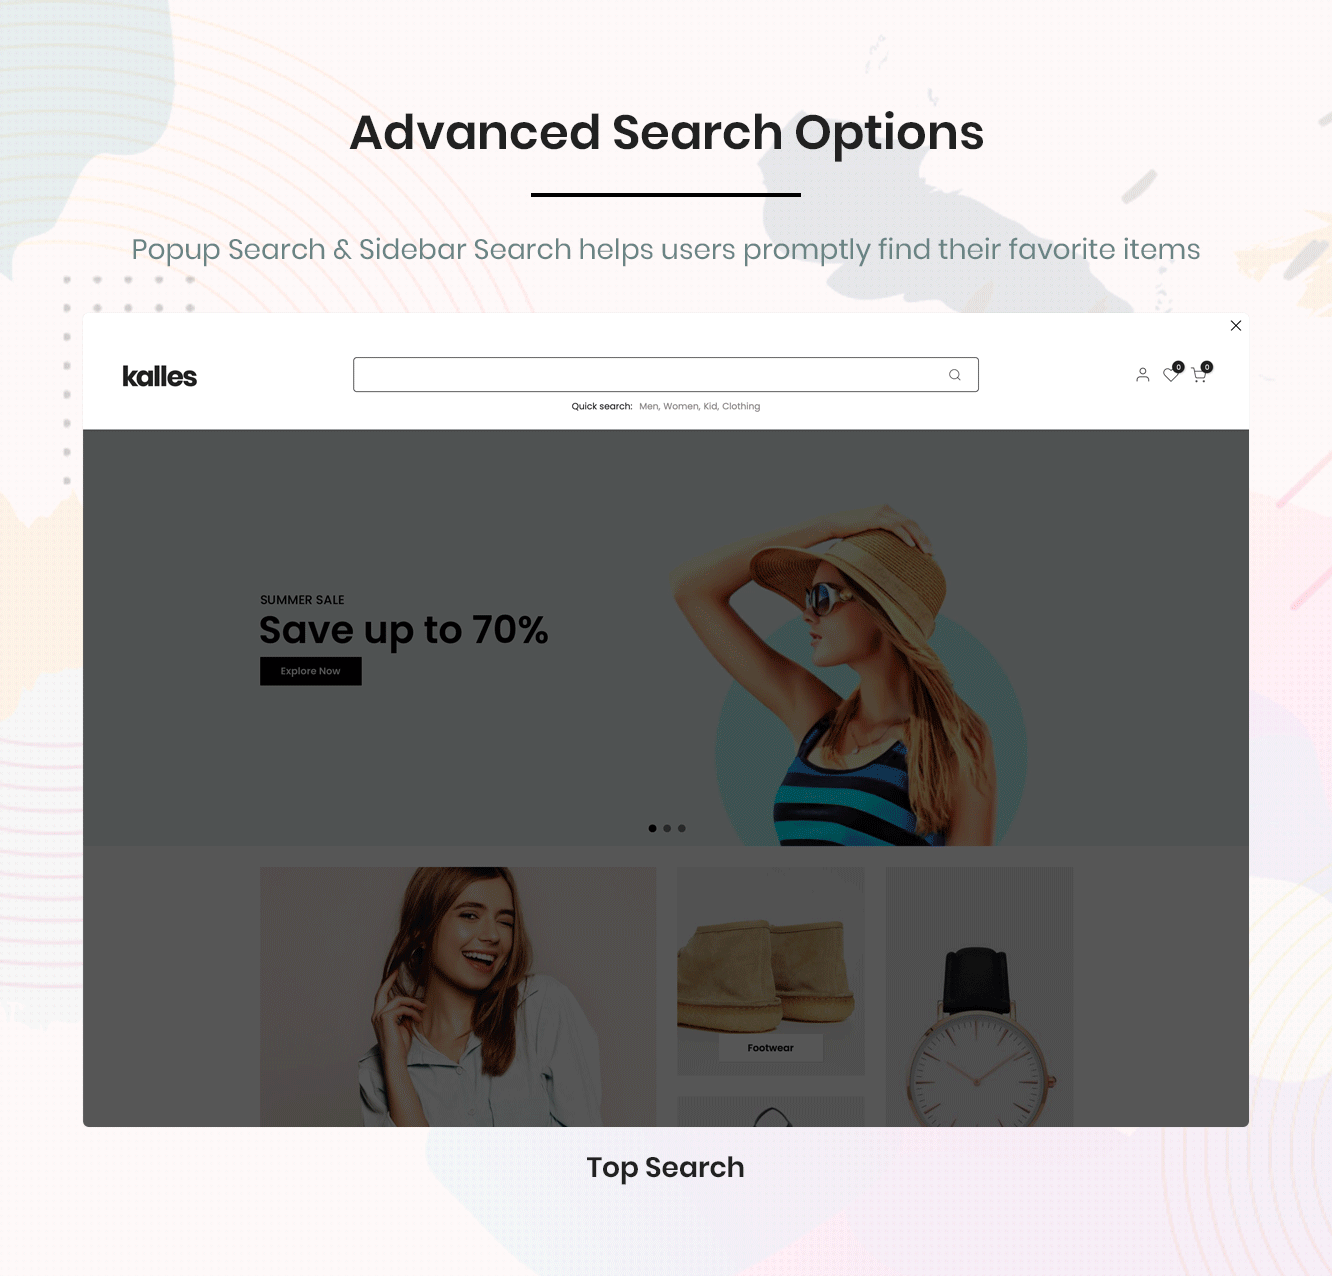 Advanced Search Options
Popup Search & Sidebar Search helps users promptly find their favorite items
kalles
0
0
Quick search: Men, Women, Kid, Clothing
SUMMER SALE
Save up to 70%
Explore Now
Footwear
Top Search